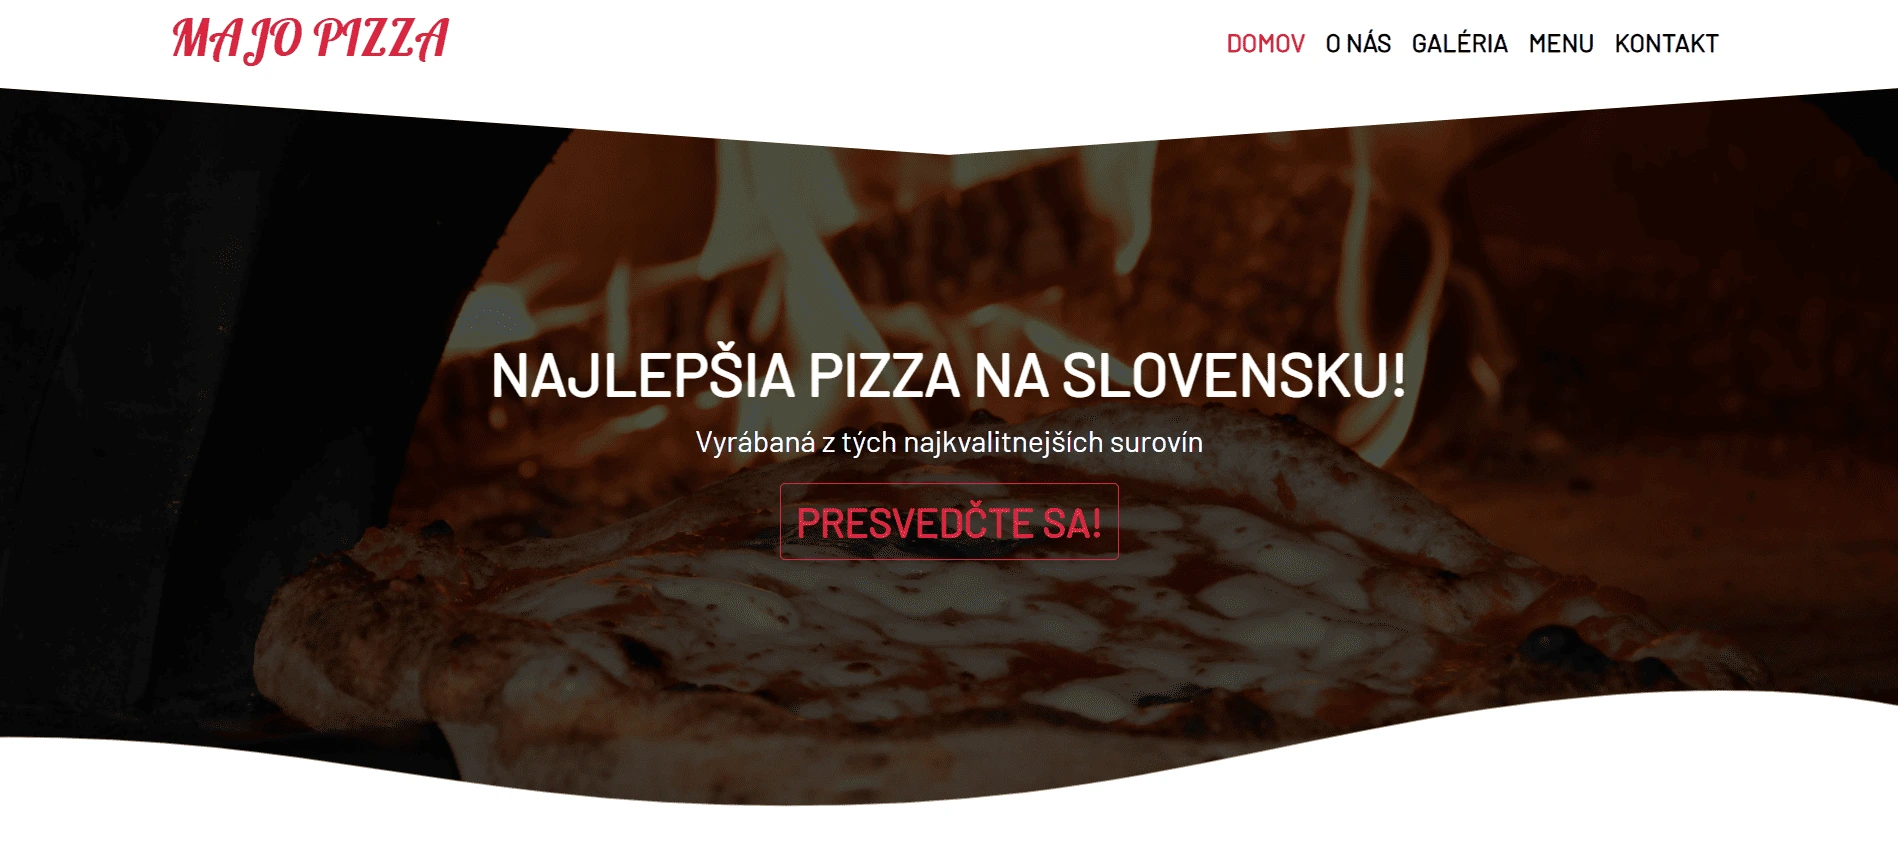 MAJO PIZZA
DOMOV O NÁS GALÉRIA MENU KONTAKT
NAJLEPŠIA PIZZA NA SLOVENSKU!
Vyrábaná z tých najkvalitnejších surovín
PRESVEDČTE SA!